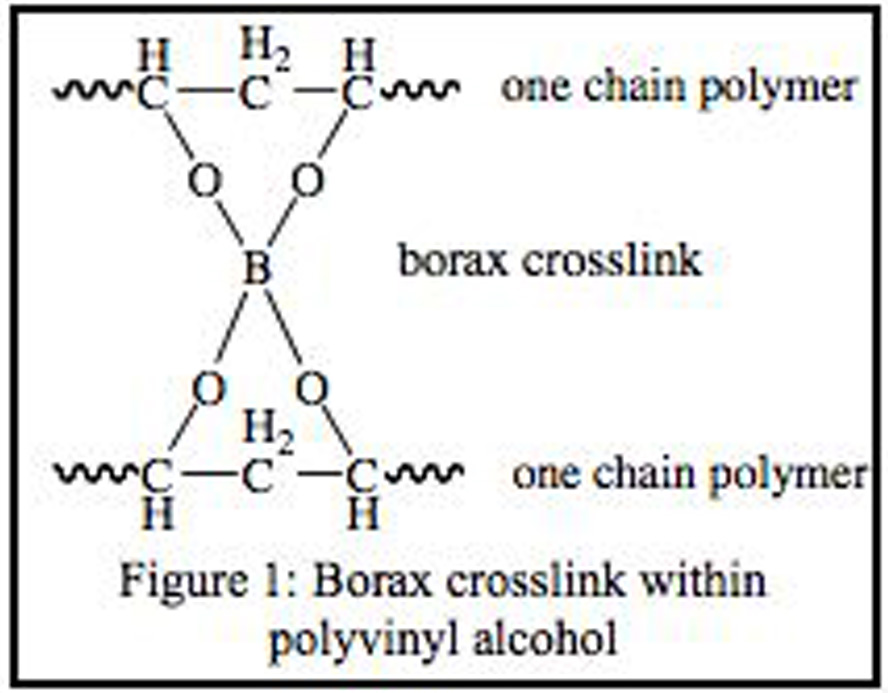 H H₂ H
C C C one chain polymer
O O
B borax crosslink
O O
H₂
C C C one chain polymer
H H
Figure 1: Borax crosslink within
polyvinyl alcohol